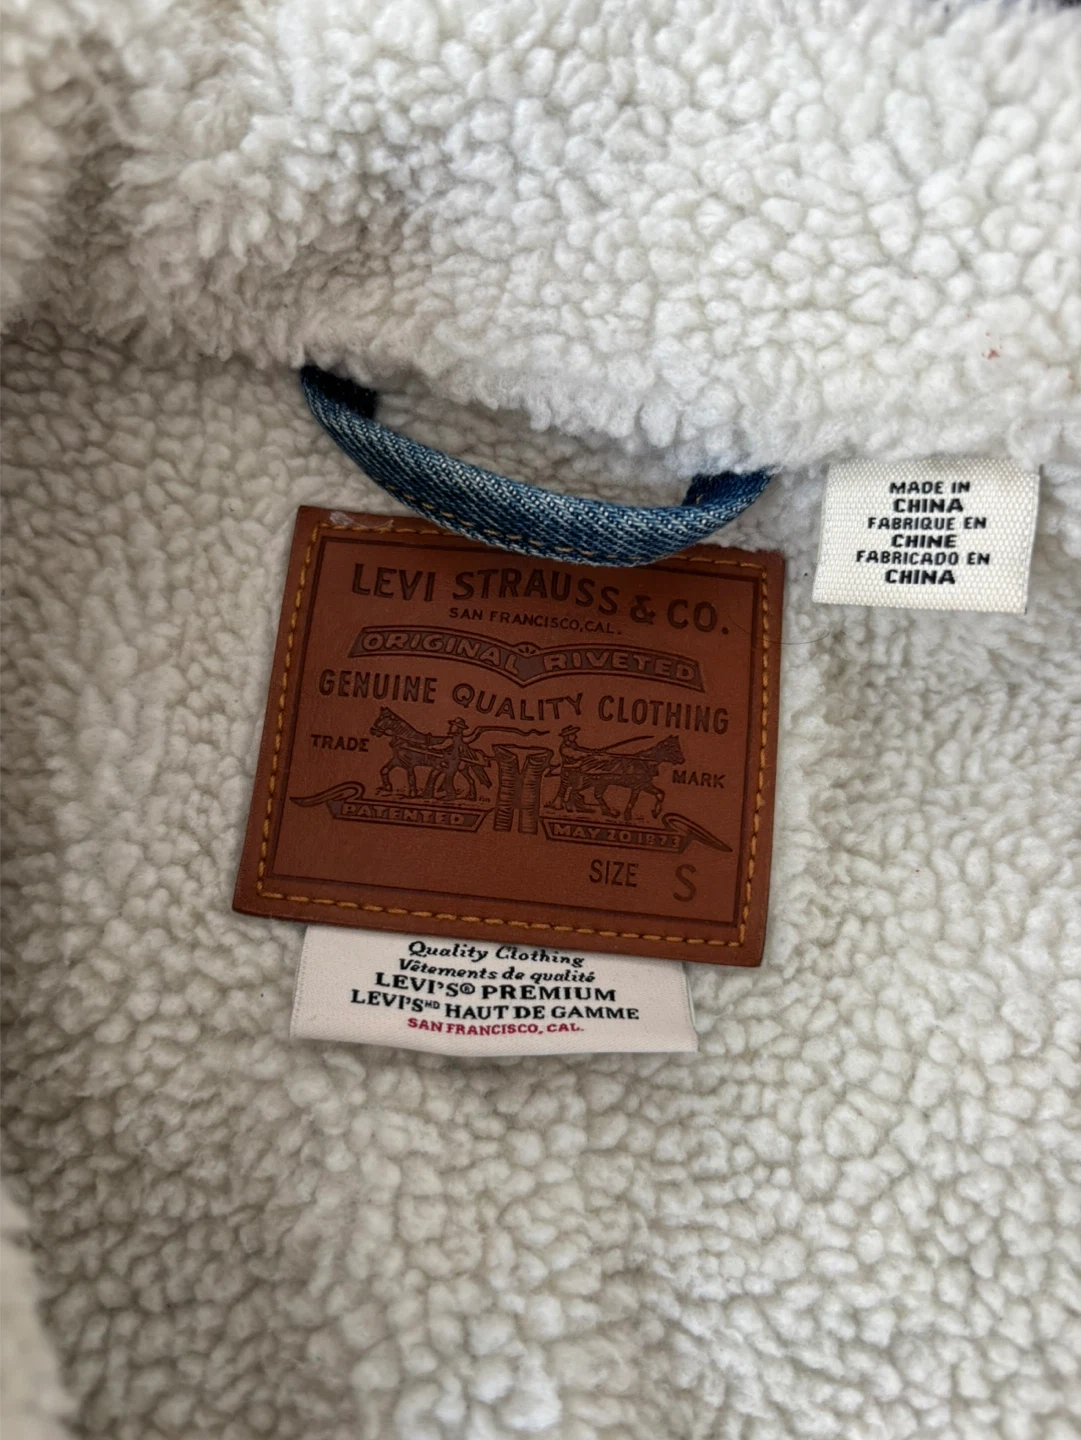 MADE IN
CHINA
FABRIQUE EN
CHINE
FABRICADO EN
CHINA
LEVI STRAUSS & CO.
SAN FRANCISCO, CAL.
ORIGINAL RIVETED
GENUINE QUALITY CLOTHING
TRADE MARK
PATENTED MAY 20 1873
SIZE S
Quality Clothing
Vêtements de qualité
LEVI'S® PREMIUM
LEVI'Sᴹᴰ HAUT DE GAMME
SAN FRANCISCO, CAL.